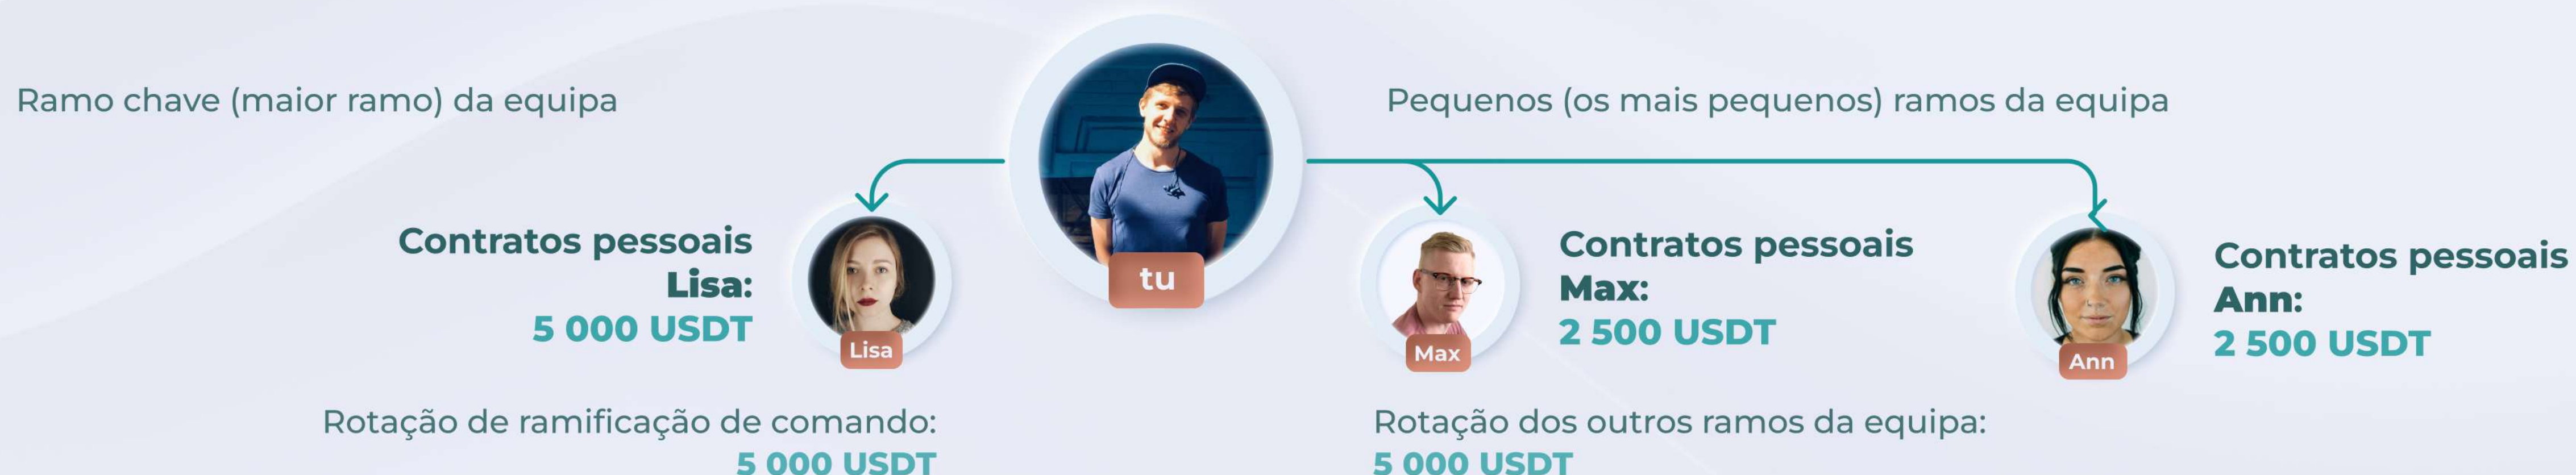 Ramo chave (maior ramo) da equipa
Pequenos (os mais pequenos) ramos da equipa
tu
Contratos pessoais
Lisa:
5 000 USDT
Lisa
Contratos pessoais
Max:
2 500 USDT
Max
Contratos pessoais
Ann:
2 500 USDT
Ann
Rotação de ramificação de comando:
5 000 USDT
Rotação dos outros ramos da equipa:
5 000 USDT